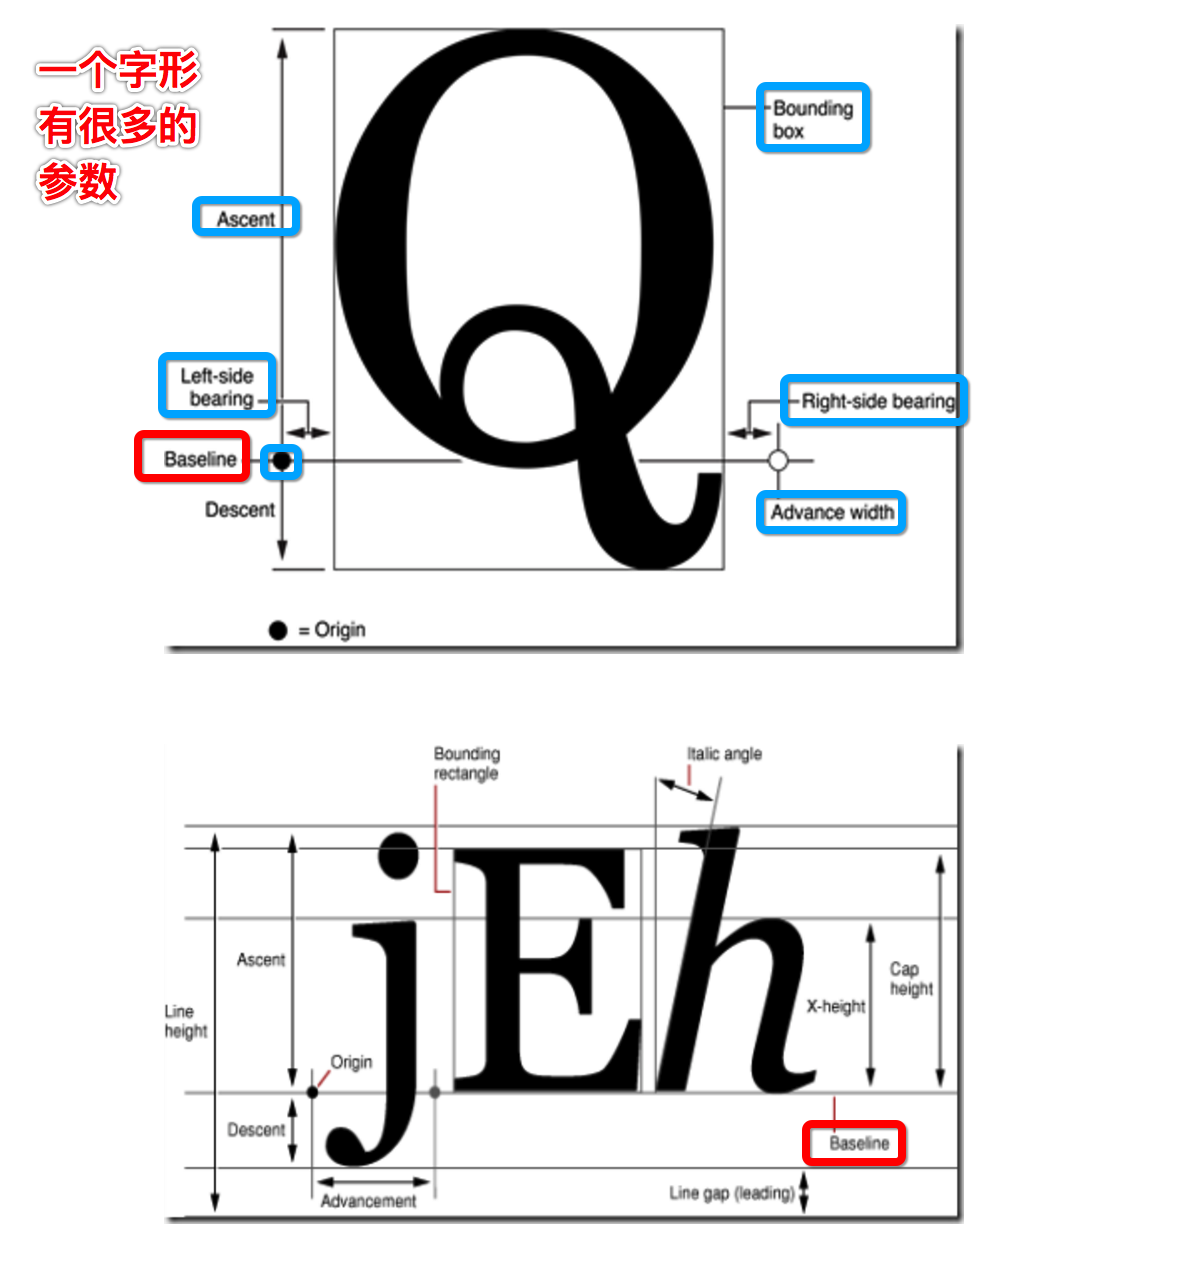 一个字形
有很多的
参数
Bounding
box
Ascent
Left-side
bearing
Right-side bearing
Baseline
Descent
Advance width
= Origin
Bounding
rectangle
Italic angle
Ascent
Cap
height
X-height
Line
height
Origin
Descent
Baseline
Line gap (leading)
Advancement